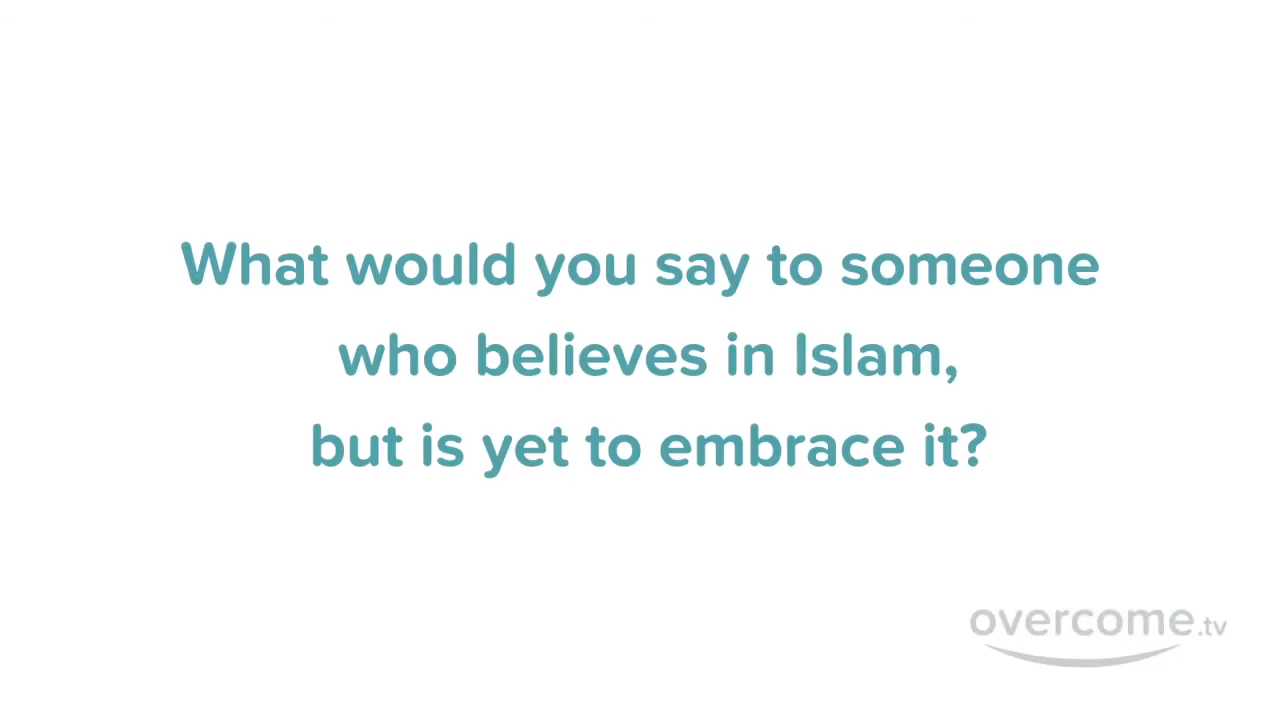 What would you say to someone
who believes in Islam,
but is yet to embrace it?
overcome.tv